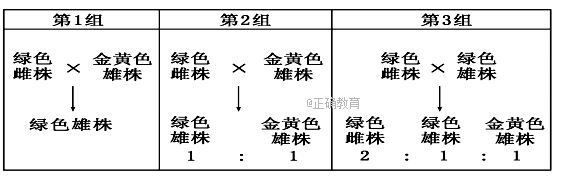 第1组 第2组 第3组
绿色 金黄色 绿色 金黄色 绿色 绿色
雌株 × 雄株 雌株 × 雄株 雌株 × 雄株
@正确教育
绿色雄株 绿色 金黄色 绿色 绿色 金黄色
雄株 雄株 雌株 雄株 雄株
1 : 1 2 : 1 : 1